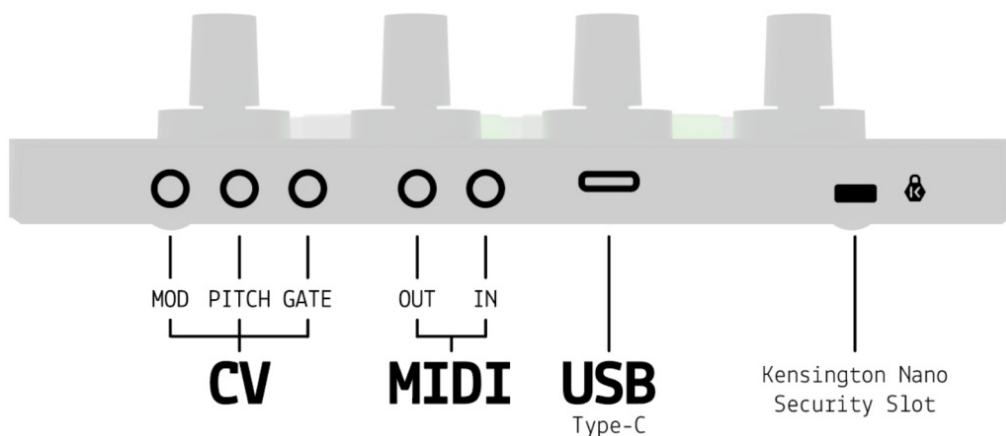 MOD PITCH GATE OUT IN
CV MIDI USB
Type-C
Kensington Nano
Security Slot